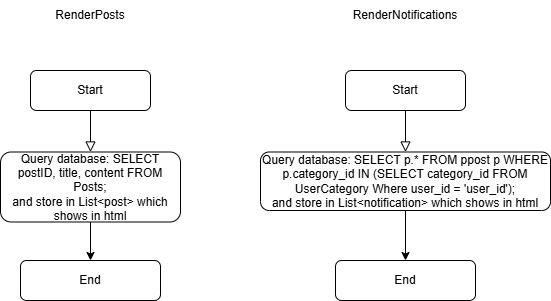 RenderPosts
Start
Query database: SELECT
postID, title, content FROM
Posts;
and store in List<post> which
shows in html
End
RenderNotifications
Start
Query database: SELECT p.* FROM ppost p WHERE
p.category_id IN (SELECT category_id FROM
UserCategory Where user_id = 'user_id');
and store in List<notification> which shows in html
End